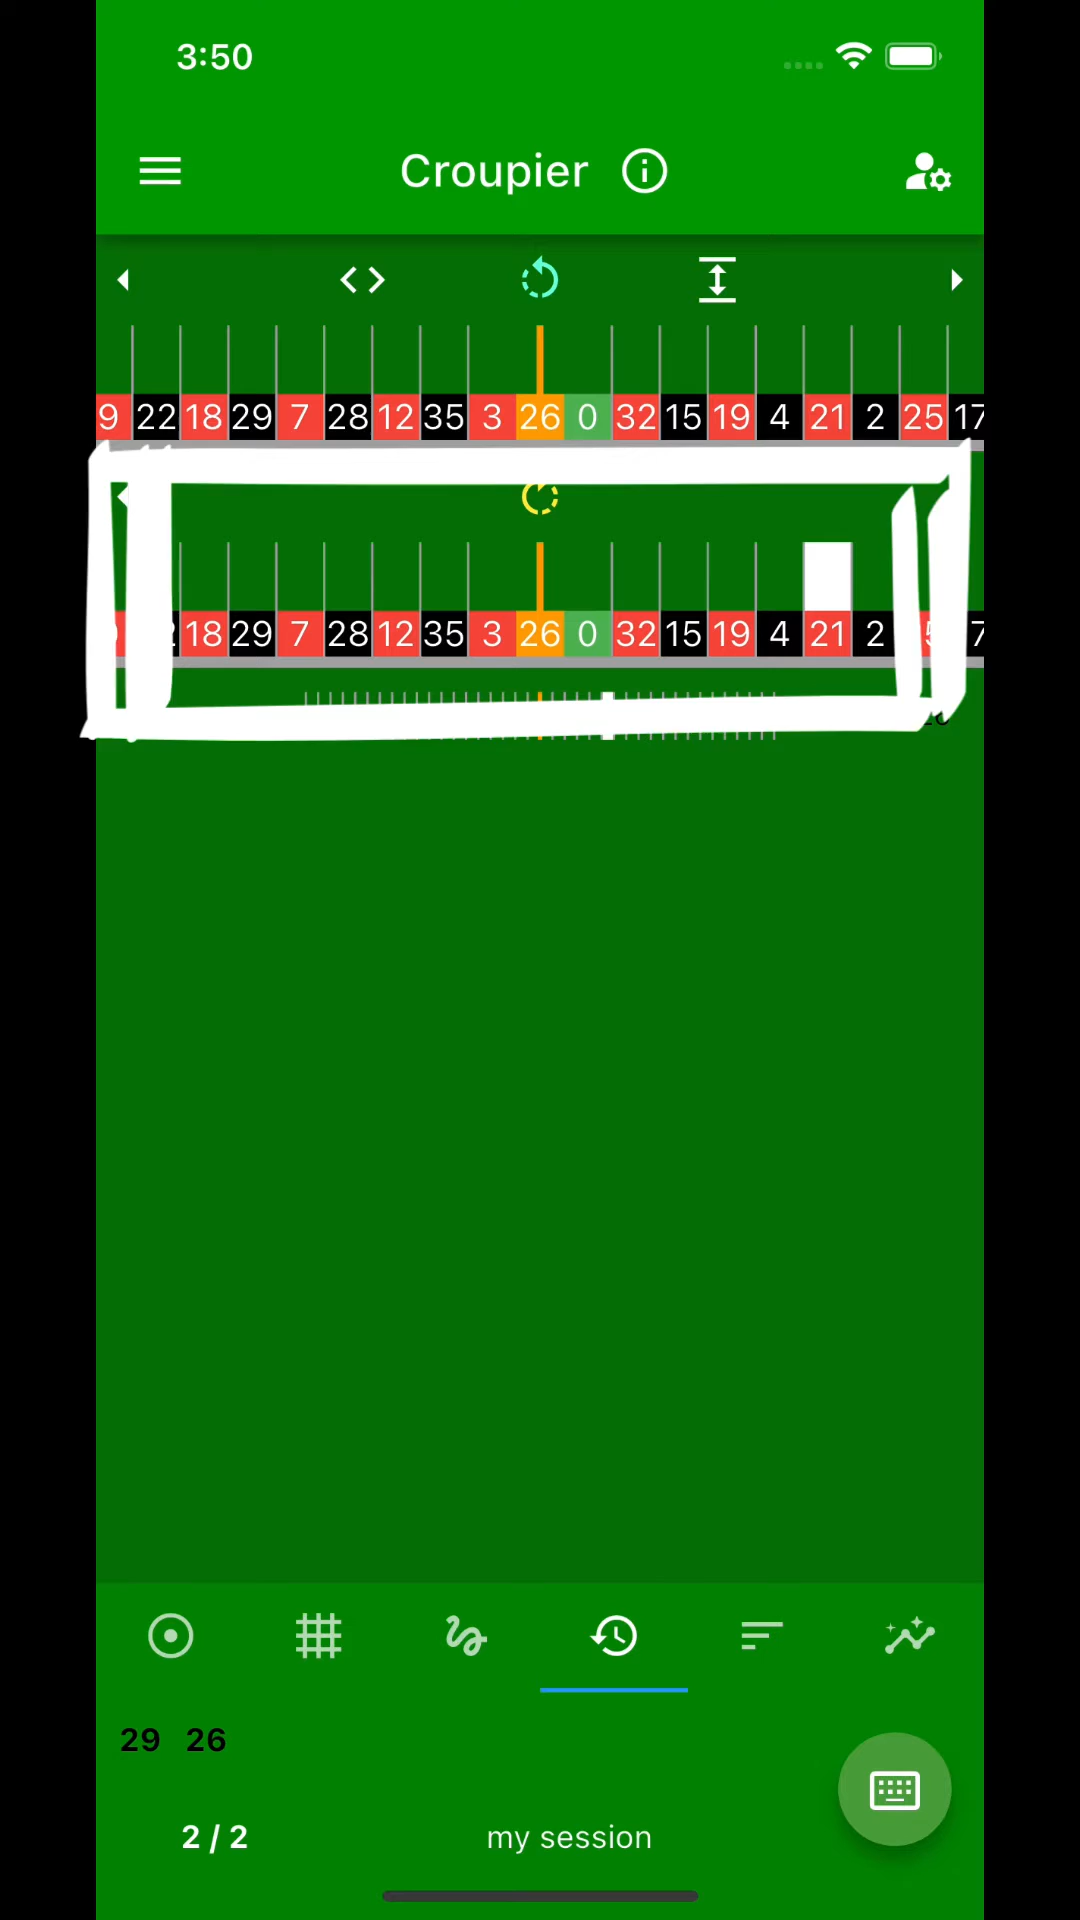 3:50
Croupier
9 22 18 29 7 28 12 35 3 26 0 32 15 19 4 21 2 25 17
18 29 7 28 12 35 3 26 0 32 15 19 4 21 2
29 26
2 / 2
my session